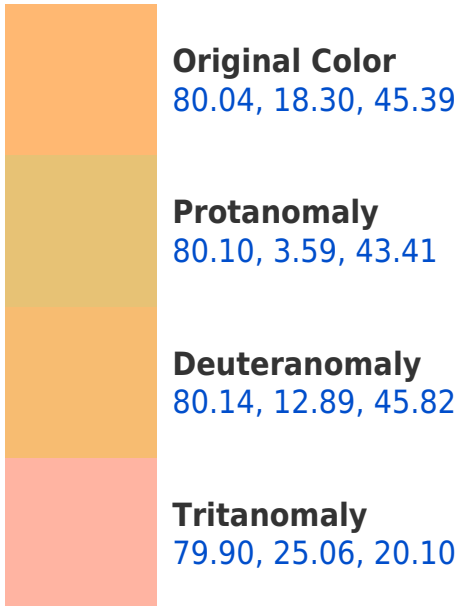 Original Color
80.04, 18.30, 45.39
Protanomaly
80.10, 3.59, 43.41
Deuteranomaly
80.14, 12.89, 45.82
Tritanomaly
79.90, 25.06, 20.10